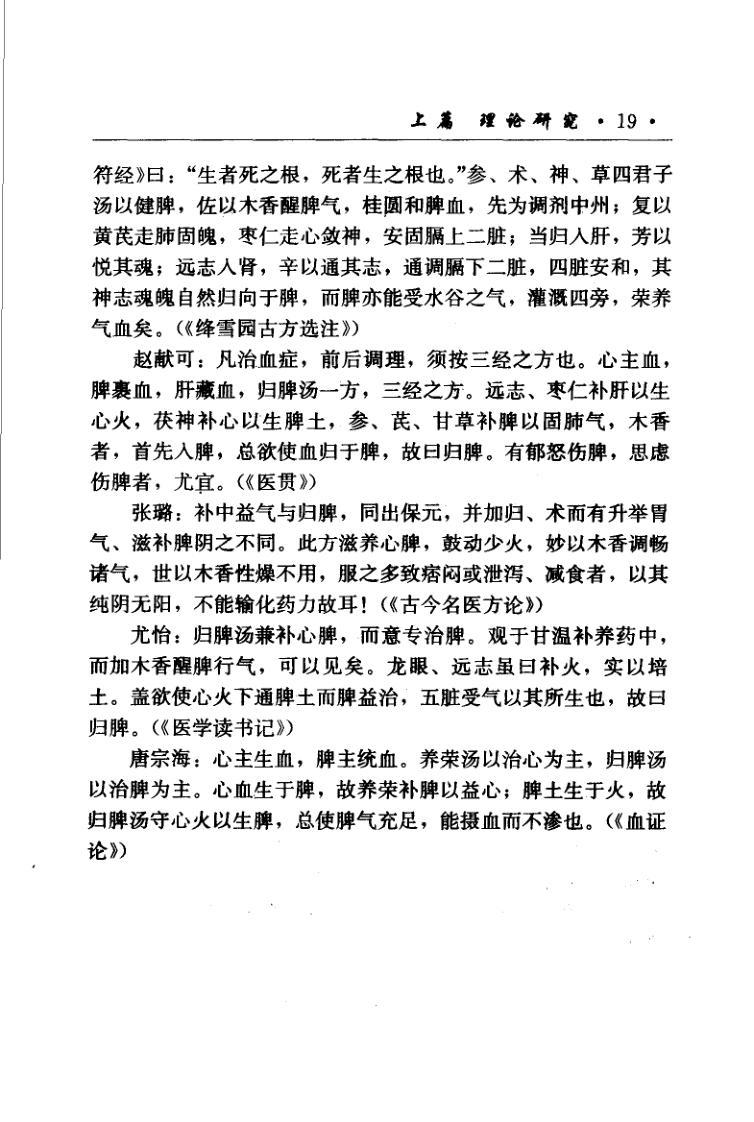 上篇 理论研究 · 19 ·
符经》曰：“生者死之根，死者生之根也。”参、术、神、草四君子
汤以健脾，佐以木香醒脾气，桂圆和脾血，先为调剂中州；复以
黄芪走肺固魄，枣仁走心敛神，安固膈上二脏；当归人肝，芳以
悦其魂；远志人肾，辛以通其志，通调膈下二脏，四脏安和，其
神志魂魄自然归向于脾，而脾亦能受水谷之气，灌溉四旁，荣养
气血矣。（《绛雪园古方选注》）
赵献可：凡治血症，前后调理，须按三经之方也。心主血，
脾裹血，肝藏血，归脾汤一方，三经之方。远志、枣仁补肝以生
心火，茯神补心以生脾土，参、芪、甘草补脾以固肺气，木香
者，首先入脾，总欲使血归于脾，故曰归脾。有郁怒伤脾，思虑
伤脾者，尤宜。（《医贯》）
张璐：补中益气与归脾，同出保元，并加归、术而有升举胃
气、滋补脾阴之不同。此方滋养心脾，鼓动少火，妙以木香调畅
诸气，世以木香性燥不用，服之多致痞闷或泄泻、减食者，以其
纯阴无阳，不能输化药力故耳！（《古今名医方论》）
尤怡：归脾汤兼补心脾，而意专治脾。观于甘温补养药中，
而加木香醒脾行气，可以见矣。龙眼、远志虽曰补火，实以培
土。盖欲使心火下通脾土而脾益治，五脏受气以其所生也，故曰
归脾。（《医学读书记》）
唐宗海：心主生血，脾主统血。养荣汤以治心为主，归脾汤
以治脾为主。心血生于脾，故养荣补脾以益心；脾土生于火，故
归脾汤守心火以生脾，总使脾气充足，能摄血而不渗也。（《血证
论》）